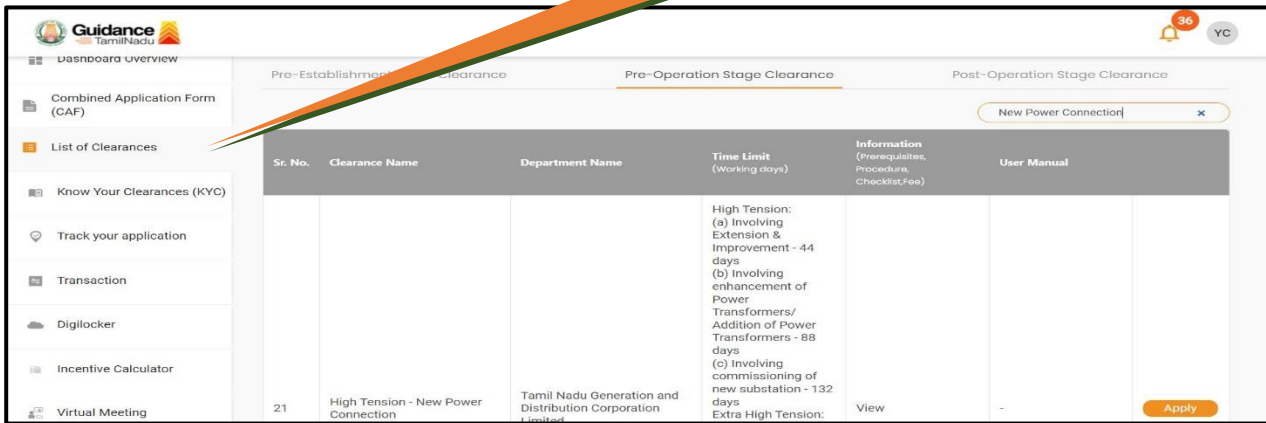 Guidance
TamilNadu
36
YC
Dashboard Overview
Combined Application Form
(CAF)
List of Clearances
Know Your Clearances (KYC)
Track your application
Transaction
Digilocker
Incentive Calculator
Virtual Meeting
Pre-Establishment Clearance
Pre-Operation Stage Clearance
Post-Operation Stage Clearance
New Power Connection x
Sr. No.
Clearance Name
Department Name
Time Limit
(Working days)
Information
(Prerequisites,
Procedure,
Checklist,Fee)
User Manual
21
High Tension - New Power
Connection
Tamil Nadu Generation and
Distribution Corporation
Limited
High Tension:
(a) Involving
Extension &
Improvement - 44
days
(b) Involving
enhancement of
Power
Transformers/
Addition of Power
Transformers - 88
days
(c) Involving
commissioning of
new substation - 132
days
Extra High Tension:
View
-
Apply